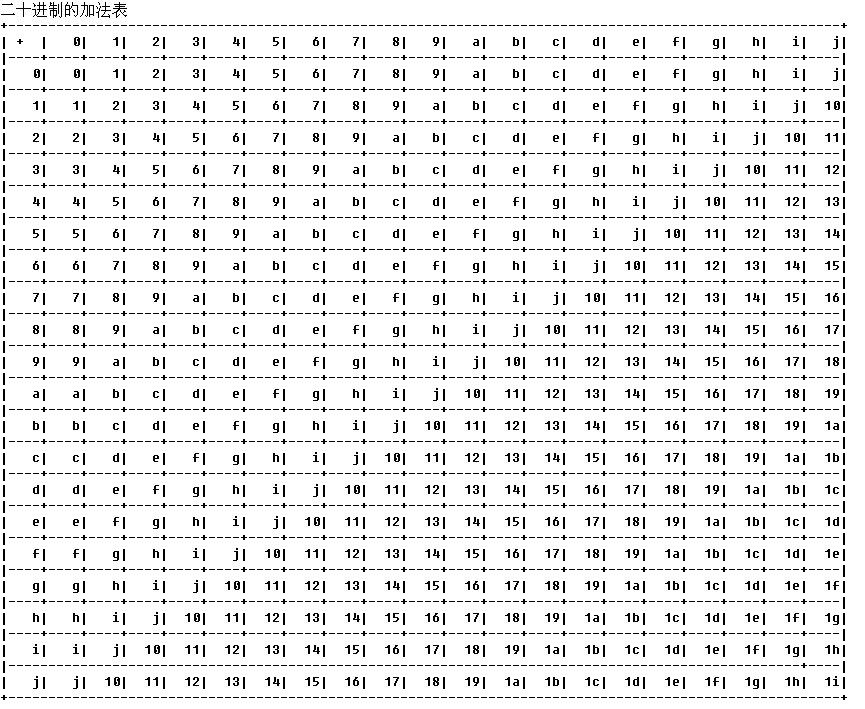 二十进制的加法表
| + | 0| 1| 2| 3| 4| 5| 6| 7| 8| 9| a| b| c| d| e| f| g| h| i| j|
| 0| 0| 1| 2| 3| 4| 5| 6| 7| 8| 9| a| b| c| d| e| f| g| h| i| j|
| 1| 1| 2| 3| 4| 5| 6| 7| 8| 9| a| b| c| d| e| f| g| h| i| j| 10|
| 2| 2| 3| 4| 5| 6| 7| 8| 9| a| b| c| d| e| f| g| h| i| j| 10| 11|
| 3| 3| 4| 5| 6| 7| 8| 9| a| b| c| d| e| f| g| h| i| j| 10| 11| 12|
| 4| 4| 5| 6| 7| 8| 9| a| b| c| d| e| f| g| h| i| j| 10| 11| 12| 13|
| 5| 5| 6| 7| 8| 9| a| b| c| d| e| f| g| h| i| j| 10| 11| 12| 13| 14|
| 6| 6| 7| 8| 9| a| b| c| d| e| f| g| h| i| j| 10| 11| 12| 13| 14| 15|
| 7| 7| 8| 9| a| b| c| d| e| f| g| h| i| j| 10| 11| 12| 13| 14| 15| 16|
| 8| 8| 9| a| b| c| d| e| f| g| h| i| j| 10| 11| 12| 13| 14| 15| 16| 17|
| 9| 9| a| b| c| d| e| f| g| h| i| j| 10| 11| 12| 13| 14| 15| 16| 17| 18|
| a| a| b| c| d| e| f| g| h| i| j| 10| 11| 12| 13| 14| 15| 16| 17| 18| 19|
| b| b| c| d| e| f| g| h| i| j| 10| 11| 12| 13| 14| 15| 16| 17| 18| 19| 1a|
| c| c| d| e| f| g| h| i| j| 10| 11| 12| 13| 14| 15| 16| 17| 18| 19| 1a| 1b|
| d| d| e| f| g| h| i| j| 10| 11| 12| 13| 14| 15| 16| 17| 18| 19| 1a| 1b| 1c|
| e| e| f| g| h| i| j| 10| 11| 12| 13| 14| 15| 16| 17| 18| 19| 1a| 1b| 1c| 1d|
| f| f| g| h| i| j| 10| 11| 12| 13| 14| 15| 16| 17| 18| 19| 1a| 1b| 1c| 1d| 1e|
| g| g| h| i| j| 10| 11| 12| 13| 14| 15| 16| 17| 18| 19| 1a| 1b| 1c| 1d| 1e| 1f|
| h| h| i| j| 10| 11| 12| 13| 14| 15| 16| 17| 18| 19| 1a| 1b| 1c| 1d| 1e| 1f| 1g|
| i| i| j| 10| 11| 12| 13| 14| 15| 16| 17| 18| 19| 1a| 1b| 1c| 1d| 1e| 1f| 1g| 1h|
| j| j| 10| 11| 12| 13| 14| 15| 16| 17| 18| 19| 1a| 1b| 1c| 1d| 1e| 1f| 1g| 1h| 1i|